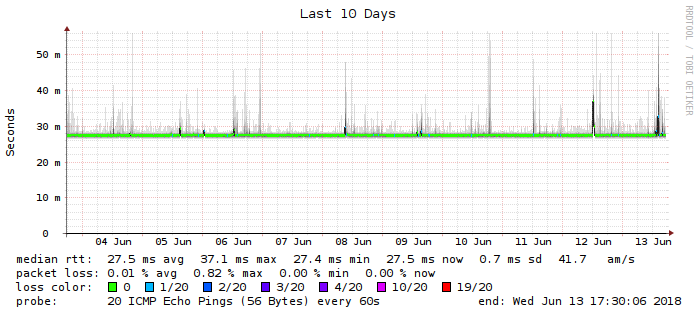 Last 10 Days
RRDTOOL / TOBI OETIKER
Seconds
50 m
40 m
30 m
20 m
10 m
0
04 Jun 05 Jun 06 Jun 07 Jun 08 Jun 09 Jun 10 Jun 11 Jun 12 Jun 13 Jun
median rtt: 27.5 ms avg 37.1 ms max 27.4 ms min 27.5 ms now 0.7 ms sd 41.7 am/s
packet loss: 0.01 % avg 0.82 % max 0.00 % min 0.00 % now
loss color: 0 1/20 2/20 3/20 4/20 10/20 19/20
probe: 20 ICMP Echo Pings (56 Bytes) every 60s end: Wed Jun 13 17:30:06 2018